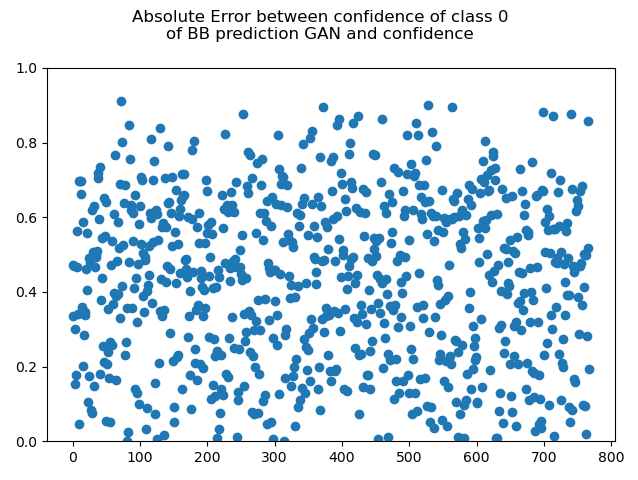 Absolute Error between confidence of class 0
of BB prediction GAN and confidence
1.0
0.8
0.6
0.4
0.2
0.0
0 100 200 300 400 500 600 700 800